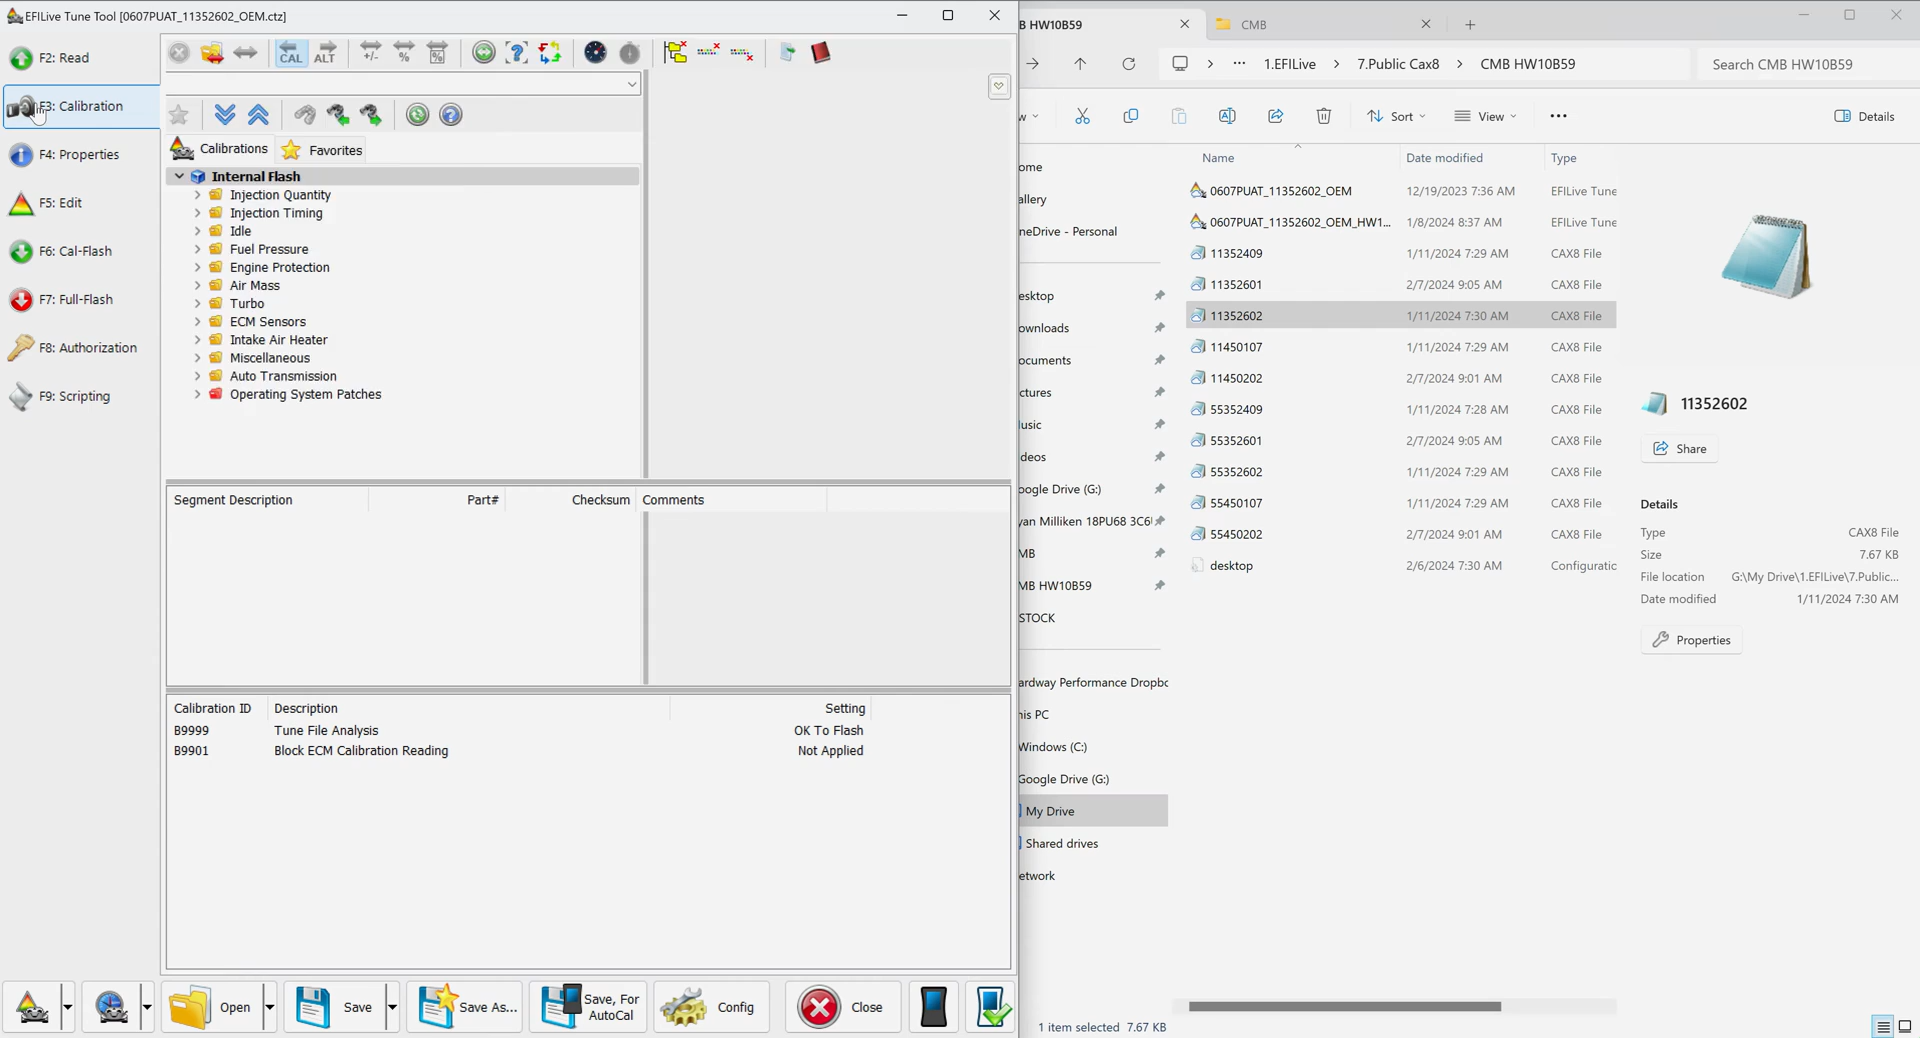 EFILive Tune Tool [0607PUAT_11352602_OEM.ctz]
F2: Read
F3: Calibration
F4: Properties
F5: Edit
F6: Cal-Flash
F7: Full-Flash
F8: Authorization
F9: Scripting
CAL
ALT
+/-
%
%
Calibrations
Favorites
Internal Flash
Injection Quantity
Injection Timing
Idle
Fuel Pressure
Engine Protection
Air Mass
Turbo
ECM Sensors
Intake Air Heater
Miscellaneous
Auto Transmission
Operating System Patches
Segment Description Part# Checksum Comments
Calibration ID Description Setting
B9999 Tune File Analysis OK To Flash
B9901 Block ECM Calibration Reading Not Applied
Open
Save
Save As...
Save, For
AutoCal
Config
Close
B HW10B59
CMB
1.EFILive > 7.Public Cax8 > CMB HW10B59
Search CMB HW10B59
w
Sort
View
Details
ome
allery
neDrive - Personal
esktop
ownloads
ocuments
ctures
usic
deos
oogle Drive (G:)
yan Milliken 18PU68 3C6
MB
MB HW10B59
STOCK
ardway Performance Dropbo
his PC
Windows (C:)
Google Drive (G:)
My Drive
Shared drives
etwork
Name Date modified Type
0607PUAT_11352602_OEM 12/19/2023 7:36 AM EFILive Tune
0607PUAT_11352602_OEM_HW1... 1/8/2024 8:37 AM EFILive Tune
11352409 1/11/2024 7:29 AM CAX8 File
11352601 2/7/2024 9:05 AM CAX8 File
11352602 1/11/2024 7:30 AM CAX8 File
11450107 1/11/2024 7:29 AM CAX8 File
11450202 2/7/2024 9:01 AM CAX8 File
55352409 1/11/2024 7:28 AM CAX8 File
55352601 2/7/2024 9:05 AM CAX8 File
55352602 1/11/2024 7:29 AM CAX8 File
55450107 1/11/2024 7:29 AM CAX8 File
55450202 2/7/2024 9:01 AM CAX8 File
desktop 2/6/2024 7:30 AM Configuratic
11352602
Share
Details
Type CAX8 File
Size 7.67 KB
File location G:\My Drive\1.EFILive\7.Public...
Date modified 1/11/2024 7:30 AM
Properties
1 item selected 7.67 KB